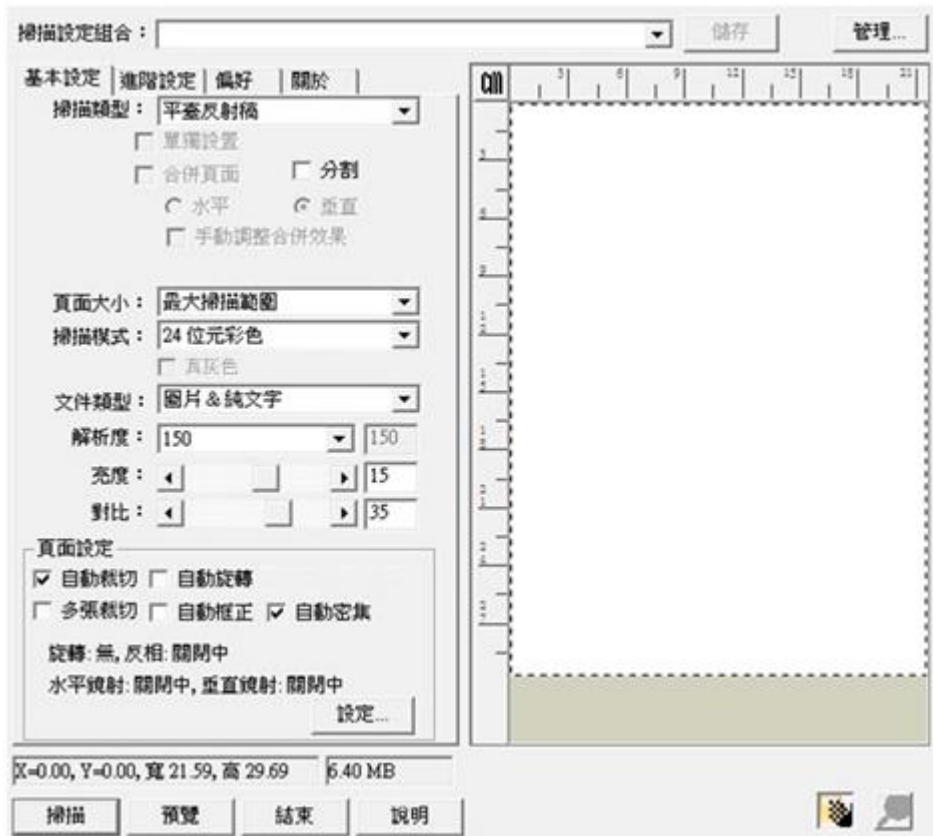 掃描設定組合： 儲存 管理...
基本設定 進階設定 偏好 關於
掃描類型： 平臺反射稿
單獨設置
合併頁面 分割
水平 垂直
手動調整合併效果
頁面大小： 最大掃描範圍
掃描模式： 24 位元彩色
真灰色
文件類型： 圖片 & 純文字
解析度： 150 150
亮度： 15
對比： 35
頁面設定
自動裁切 自動旋轉
多張裁切 自動框正 自動密集
旋轉: 無, 反相: 關閉中
水平鏡射: 關閉中, 垂直鏡射: 關閉中
設定...
X=0.00, Y=0.00, 寬 21.59, 高 29.69 6.40 MB
掃描 預覽 結束 說明
cm 3 6 9 12 15 18 21